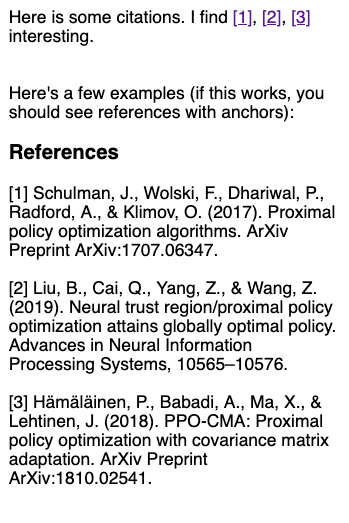 Here is some citations. I find [1], [2], [3]
interesting.
Here's a few examples (if this works, you
should see references with anchors):
References
[1] Schulman, J., Wolski, F., Dhariwal, P.,
Radford, A., & Klimov, O. (2017). Proximal
policy optimization algorithms. ArXiv
Preprint ArXiv:1707.06347.
[2] Liu, B., Cai, Q., Yang, Z., & Wang, Z.
(2019). Neural trust region/proximal policy
optimization attains globally optimal policy.
Advances in Neural Information
Processing Systems, 10565–10576.
[3] Hämäläinen, P., Babadi, A., Ma, X., &
Lehtinen, J. (2018). PPO-CMA: Proximal
policy optimization with covariance matrix
adaptation. ArXiv Preprint
ArXiv:1810.02541.